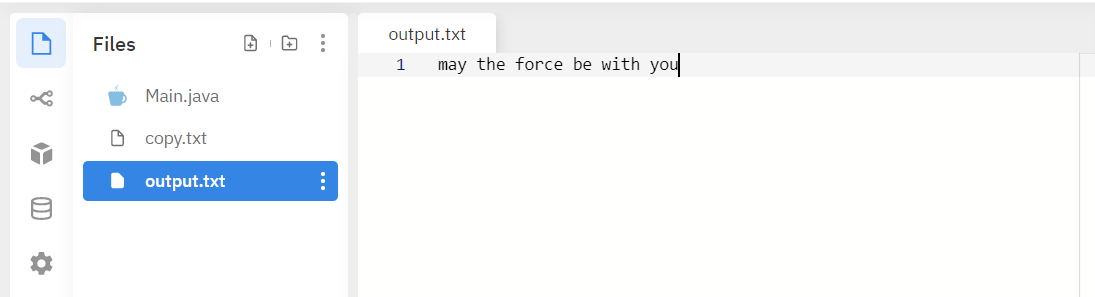 Files
output.txt
Main.java
copy.txt
output.txt
1 may the force be with you